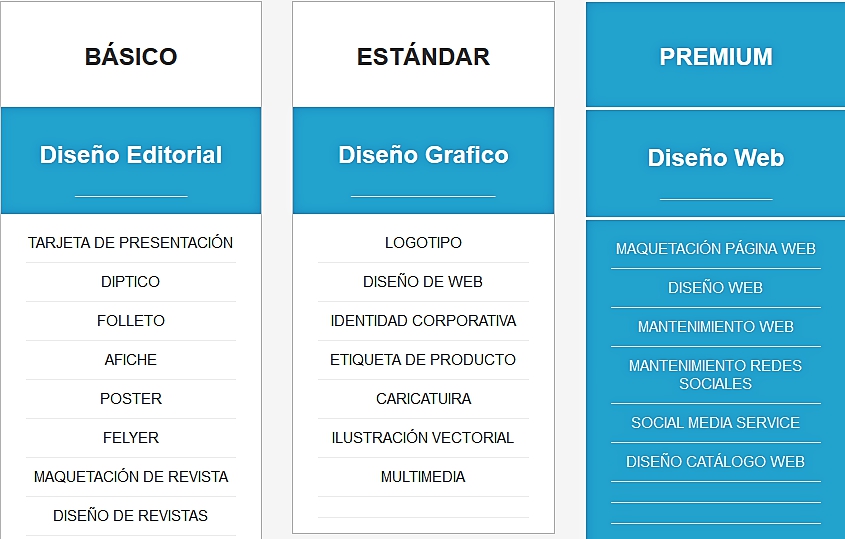 BÁSICO
Diseño Editorial
TARJETA DE PRESENTACIÓN
DIPTICO
FOLLETO
AFICHE
POSTER
FELYER
MAQUETACIÓN DE REVISTA
DISEÑO DE REVISTAS
ESTÁNDAR
Diseño Grafico
LOGOTIPO
DISEÑO DE WEB
IDENTIDAD CORPORATIVA
ETIQUETA DE PRODUCTO
CARICATUIRA
ILUSTRACIÓN VECTORIAL
MULTIMEDIA
PREMIUM
Diseño Web
MAQUETACIÓN PÁGINA WEB
DISEÑO WEB
MANTENIMIENTO WEB
MANTENIMIENTO REDES
SOCIALES
SOCIAL MEDIA SERVICE
DISEÑO CATÁLOGO WEB